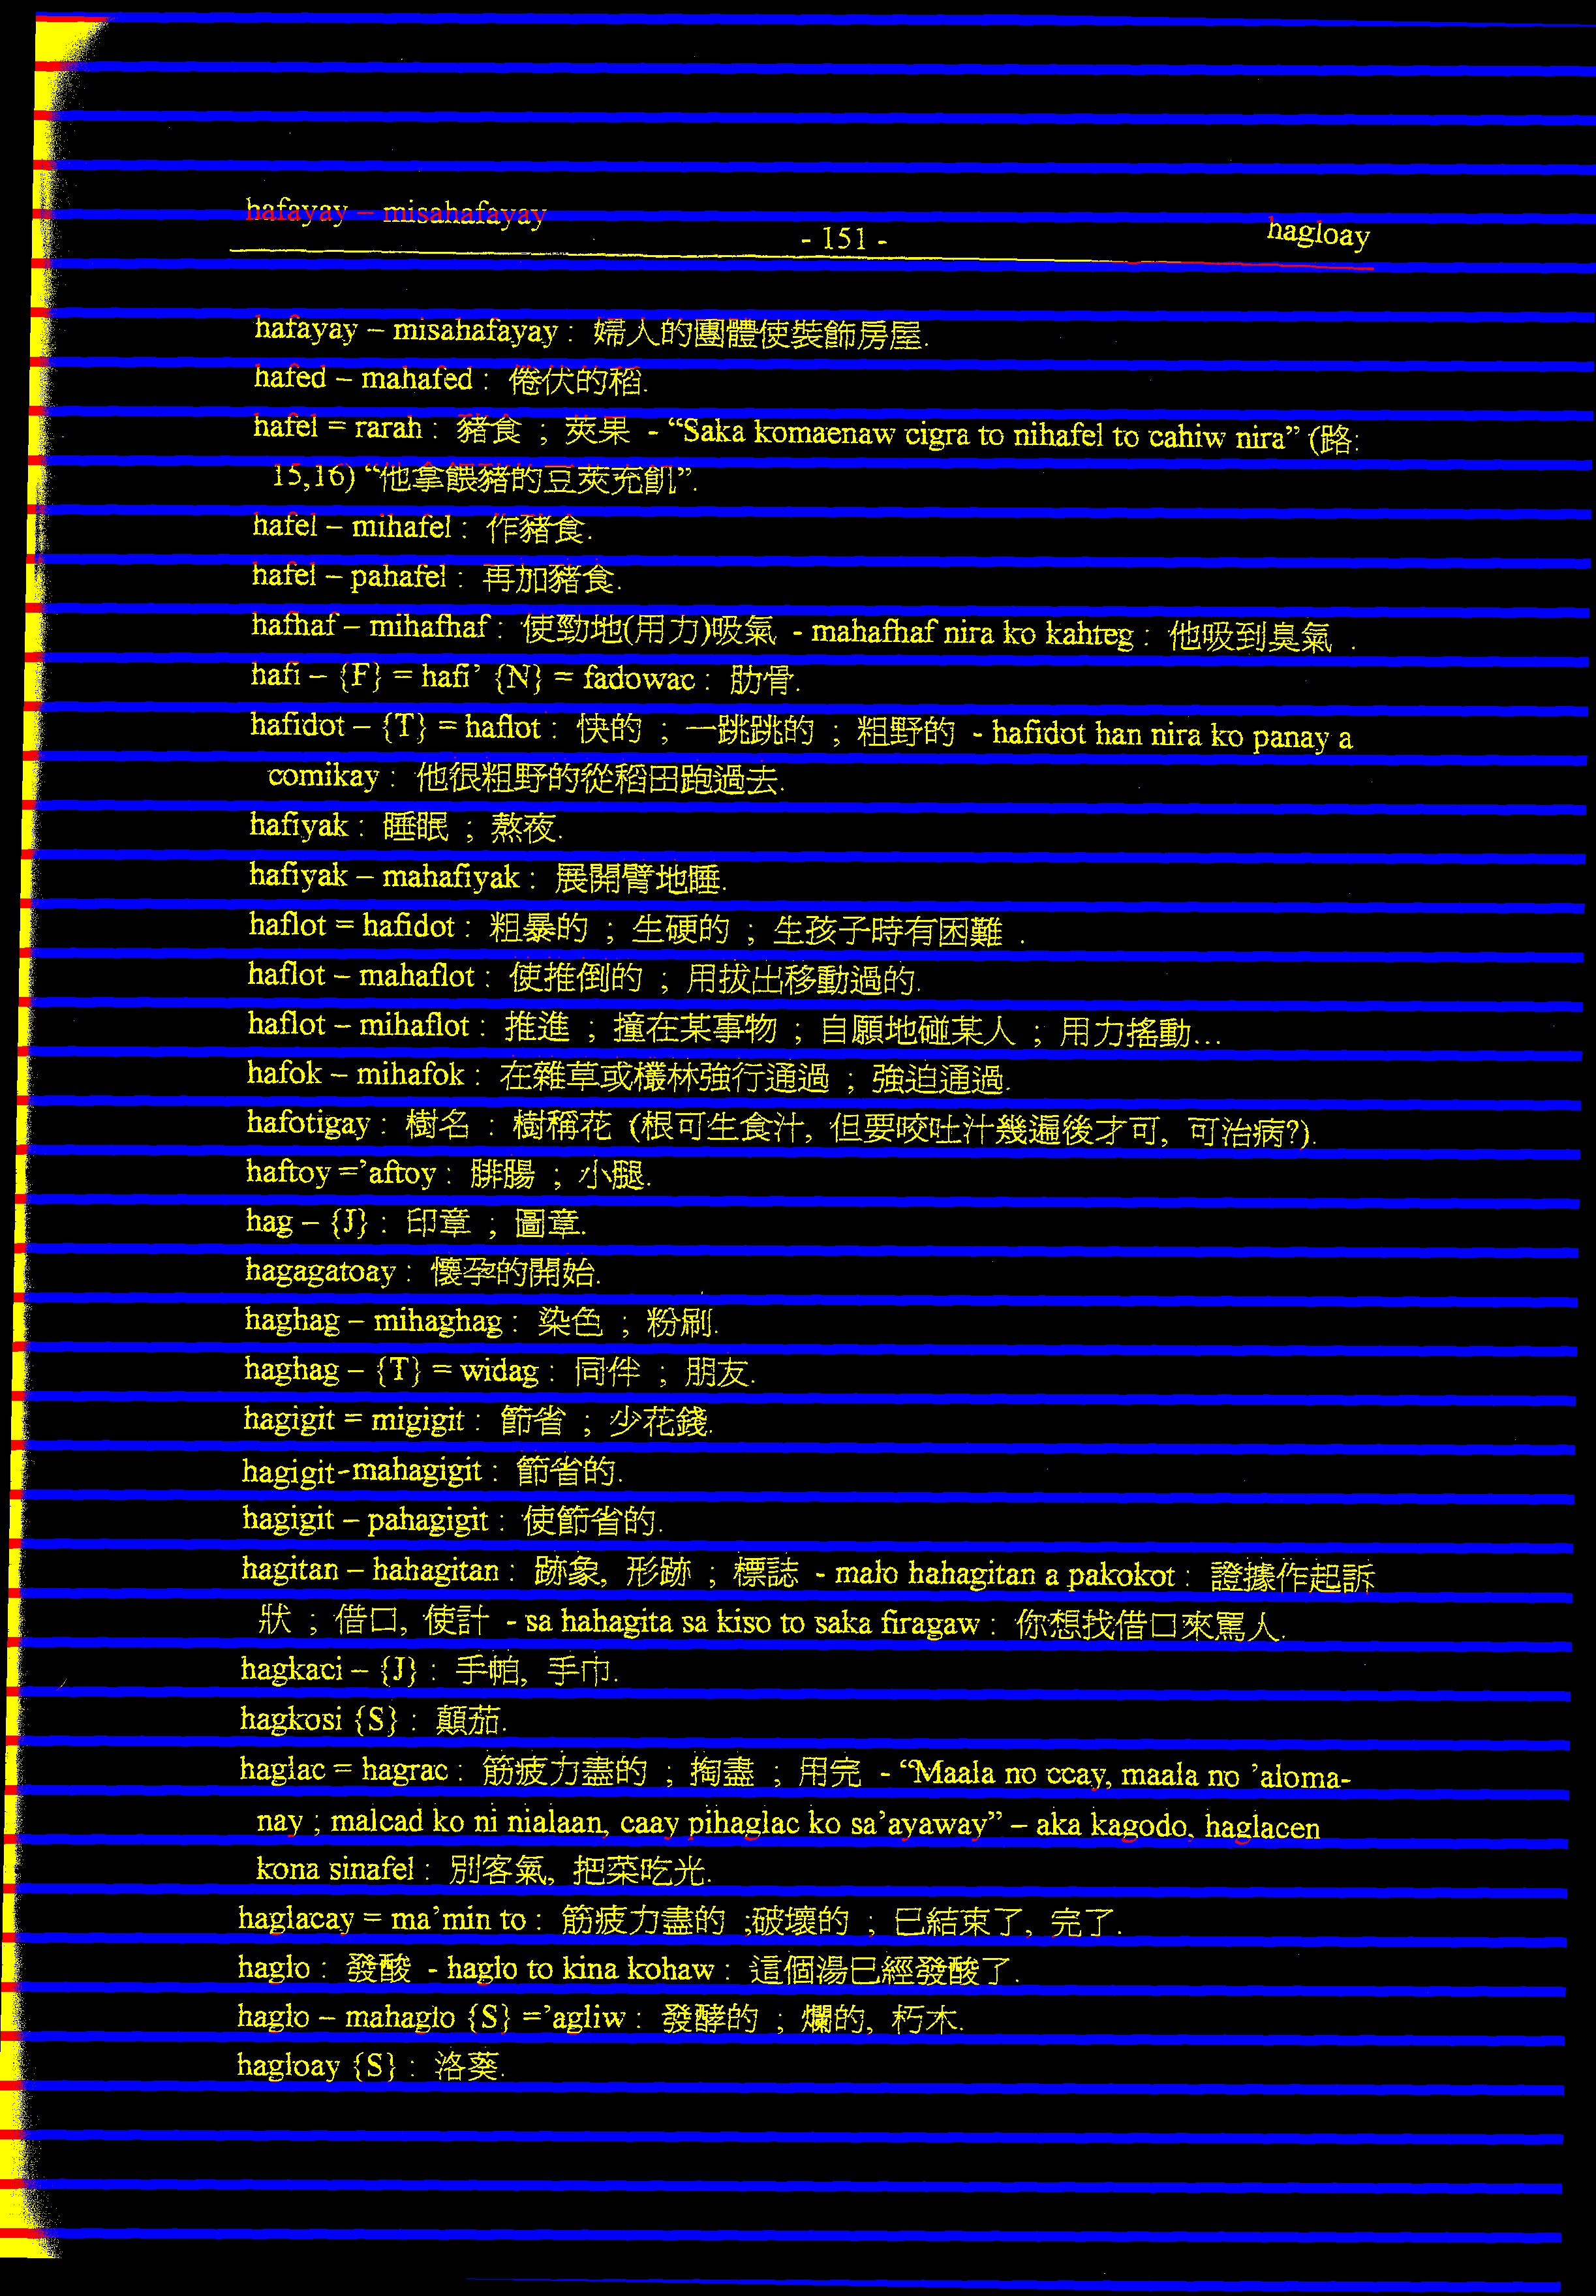 hafayay – misahafayay
- 151 -
hagloay
hafayay – misahafayay : 婦人的團體使裝飾房屋.
hafed – mahafed : 倦伏的稻.
hafel = rarah : 豬食 ; 莢果 - “Saka komaenaw cigra to nihafel to cahiw nira” (路:
15,16) “他拿餵豬的豆莢充飢”.
hafel – mihafel : 作豬食.
hafel – pahafel : 再加豬食.
hafhaf – mihafhaf : 使勁地(用力)吸氣 - mahafhaf nira ko kahteg : 他吸到臭氣 .
hafi – {F} = hafi’ {N} = fadowac : 肋骨.
hafidot – {T} = haflot : 快的 ; 一跳跳的 ; 粗野的 - hafidot han nira ko panay a
comikay : 他很粗野的從稻田跑過去.
hafiyak : 睡眠 ; 熬夜.
hafiyak – mahafiyak : 展開臂地睡.
haflot = hafidot : 粗暴的 ; 生硬的 ; 生孩子時有困難 .
haflot – mahaflot : 使推倒的 ; 用拔出移動過的.
haflot – mihaflot : 推進 ; 撞在某事物 ; 自願地碰某人 ; 用力搖動...
hafok – mihafok : 在雜草或欉林強行通過 ; 強迫通過.
hafotigay : 樹名 : 樹稱花 (根可生食汁, 但要咬吐汁幾遍後才可, 可治病?).
haftoy =’aftoy : 腓腸 ; 小腿.
hag – {J} : 印章 ; 圖章.
hagagatoay : 懷孕的開始.
haghag – mihaghag : 染色 ; 粉刷.
haghag – {T} = widag : 同伴 ; 朋友.
hagigit = migigit : 節省 ; 少花錢.
hagigit-mahagigit : 節省的.
hagigit – pahagigit : 使節省的.
hagitan – hahagitan : 跡象, 形跡 ; 標誌 - malo hahagitan a pakokot : 證據作起訴
狀 ; 借口, 使計 - sa hahagita sa kiso to saka firagaw : 你想找借口來罵人.
hagkaci – {J} : 手帕, 手巾.
hagkosi {S} : 顛茄.
haglac = hagrac : 筋疲力盡的 ; 掏盡 ; 用完 - “Maala no ccay, maala no ’aloma-
nay ; malcad ko ni nialaan, caay pihaglac ko sa’ayaway” – aka kagodo, haglacen
kona sinafel : 別客氣, 把菜吃光.
haglacay = ma’min to : 筋疲力盡的 ;破壞的 ; 已結束了, 完了.
haglo : 發酸 - haglo to kina kohaw : 這個湯已經發酸了.
haglo – mahaglo {S} =’agliw : 發酵的 ; 爛的, 朽木.
hagloay {S} : 洛葵.